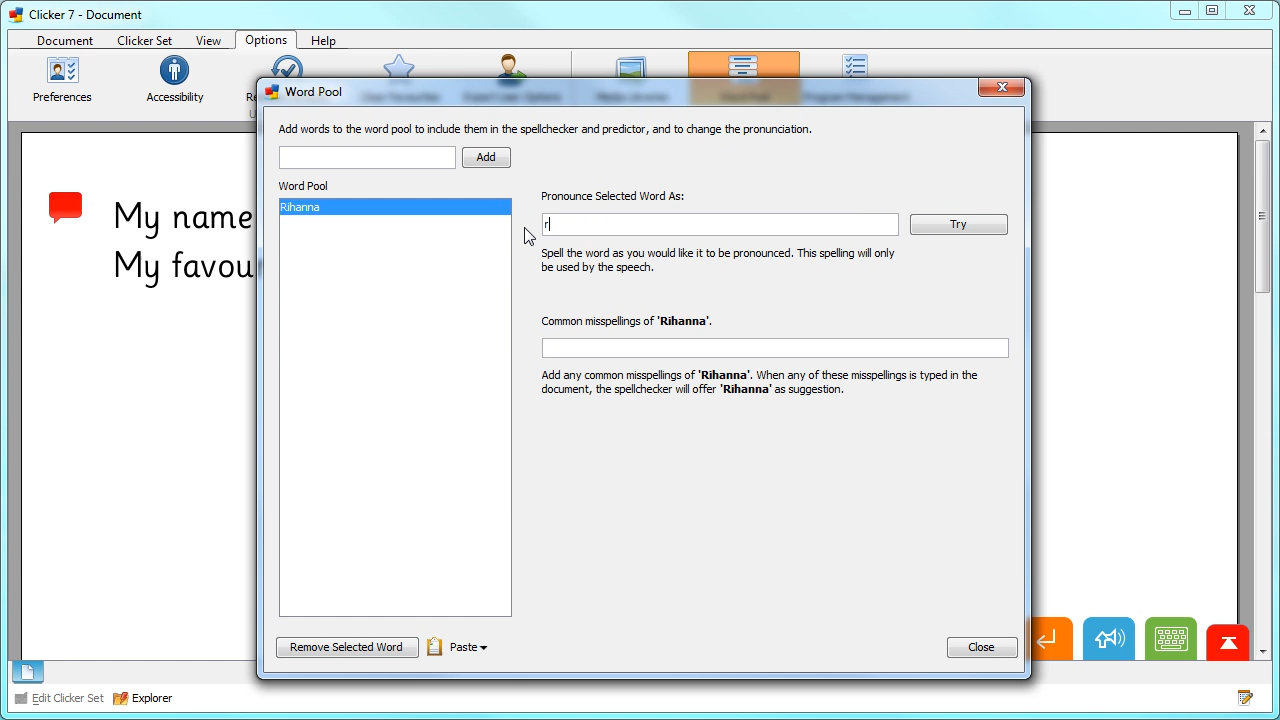 Clicker 7 - Document
Document Clicker Set View Options Help
Preferences Accessibility
Word Pool
Add words to the word pool to include them in the spellchecker and predictor, and to change the pronunciation.
Add
Word Pool
Rihanna
Pronounce Selected Word As:
r
Try
Spell the word as you would like it to be pronounced. This spelling will only
be used by the speech.
Common misspellings of 'Rihanna'.
Add any common misspellings of 'Rihanna'. When any of these misspellings is typed in the
document, the spellchecker will offer 'Rihanna' as suggestion.
My name
My favou
Remove Selected Word Paste Close
Edit Clicker Set Explorer